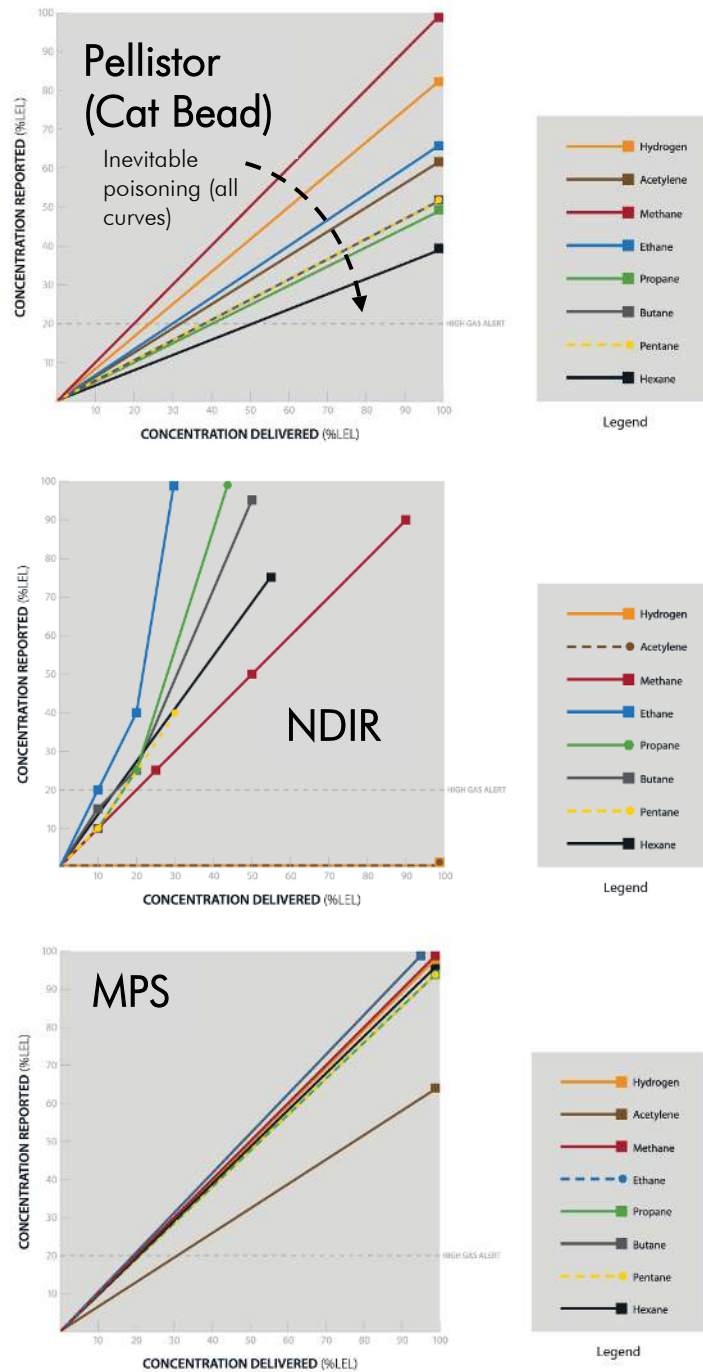 Pellistor
(Cat Bead)
Inevitable
poisoning (all
curves)
CONCENTRATION REPORTED (%LEL)
100
90
80
70
60
50
40
30
20
10
HIGH GAS ALERT
10 20 30 40 50 60 70 80 90 100
CONCENTRATION DELIVERED (%LEL)
Hydrogen
Acetylene
Methane
Ethane
Propane
Butane
Pentane
Hexane
Legend
NDIR
CONCENTRATION REPORTED (%LEL)
100
90
80
70
60
50
40
30
20
10
HIGH GAS ALERT
10 20 30 40 50 60 70 80 90 100
CONCENTRATION DELIVERED (%LEL)
Hydrogen
Acetylene
Methane
Ethane
Propane
Butane
Pentane
Hexane
Legend
MPS
CONCENTRATION REPORTED (%LEL)
100
90
80
70
60
50
40
30
20
10
HIGH GAS ALERT
10 20 30 40 50 60 70 80 90 100
CONCENTRATION DELIVERED (%LEL)
Hydrogen
Acetylene
Methane
Ethane
Propane
Butane
Pentane
Hexane
Legend